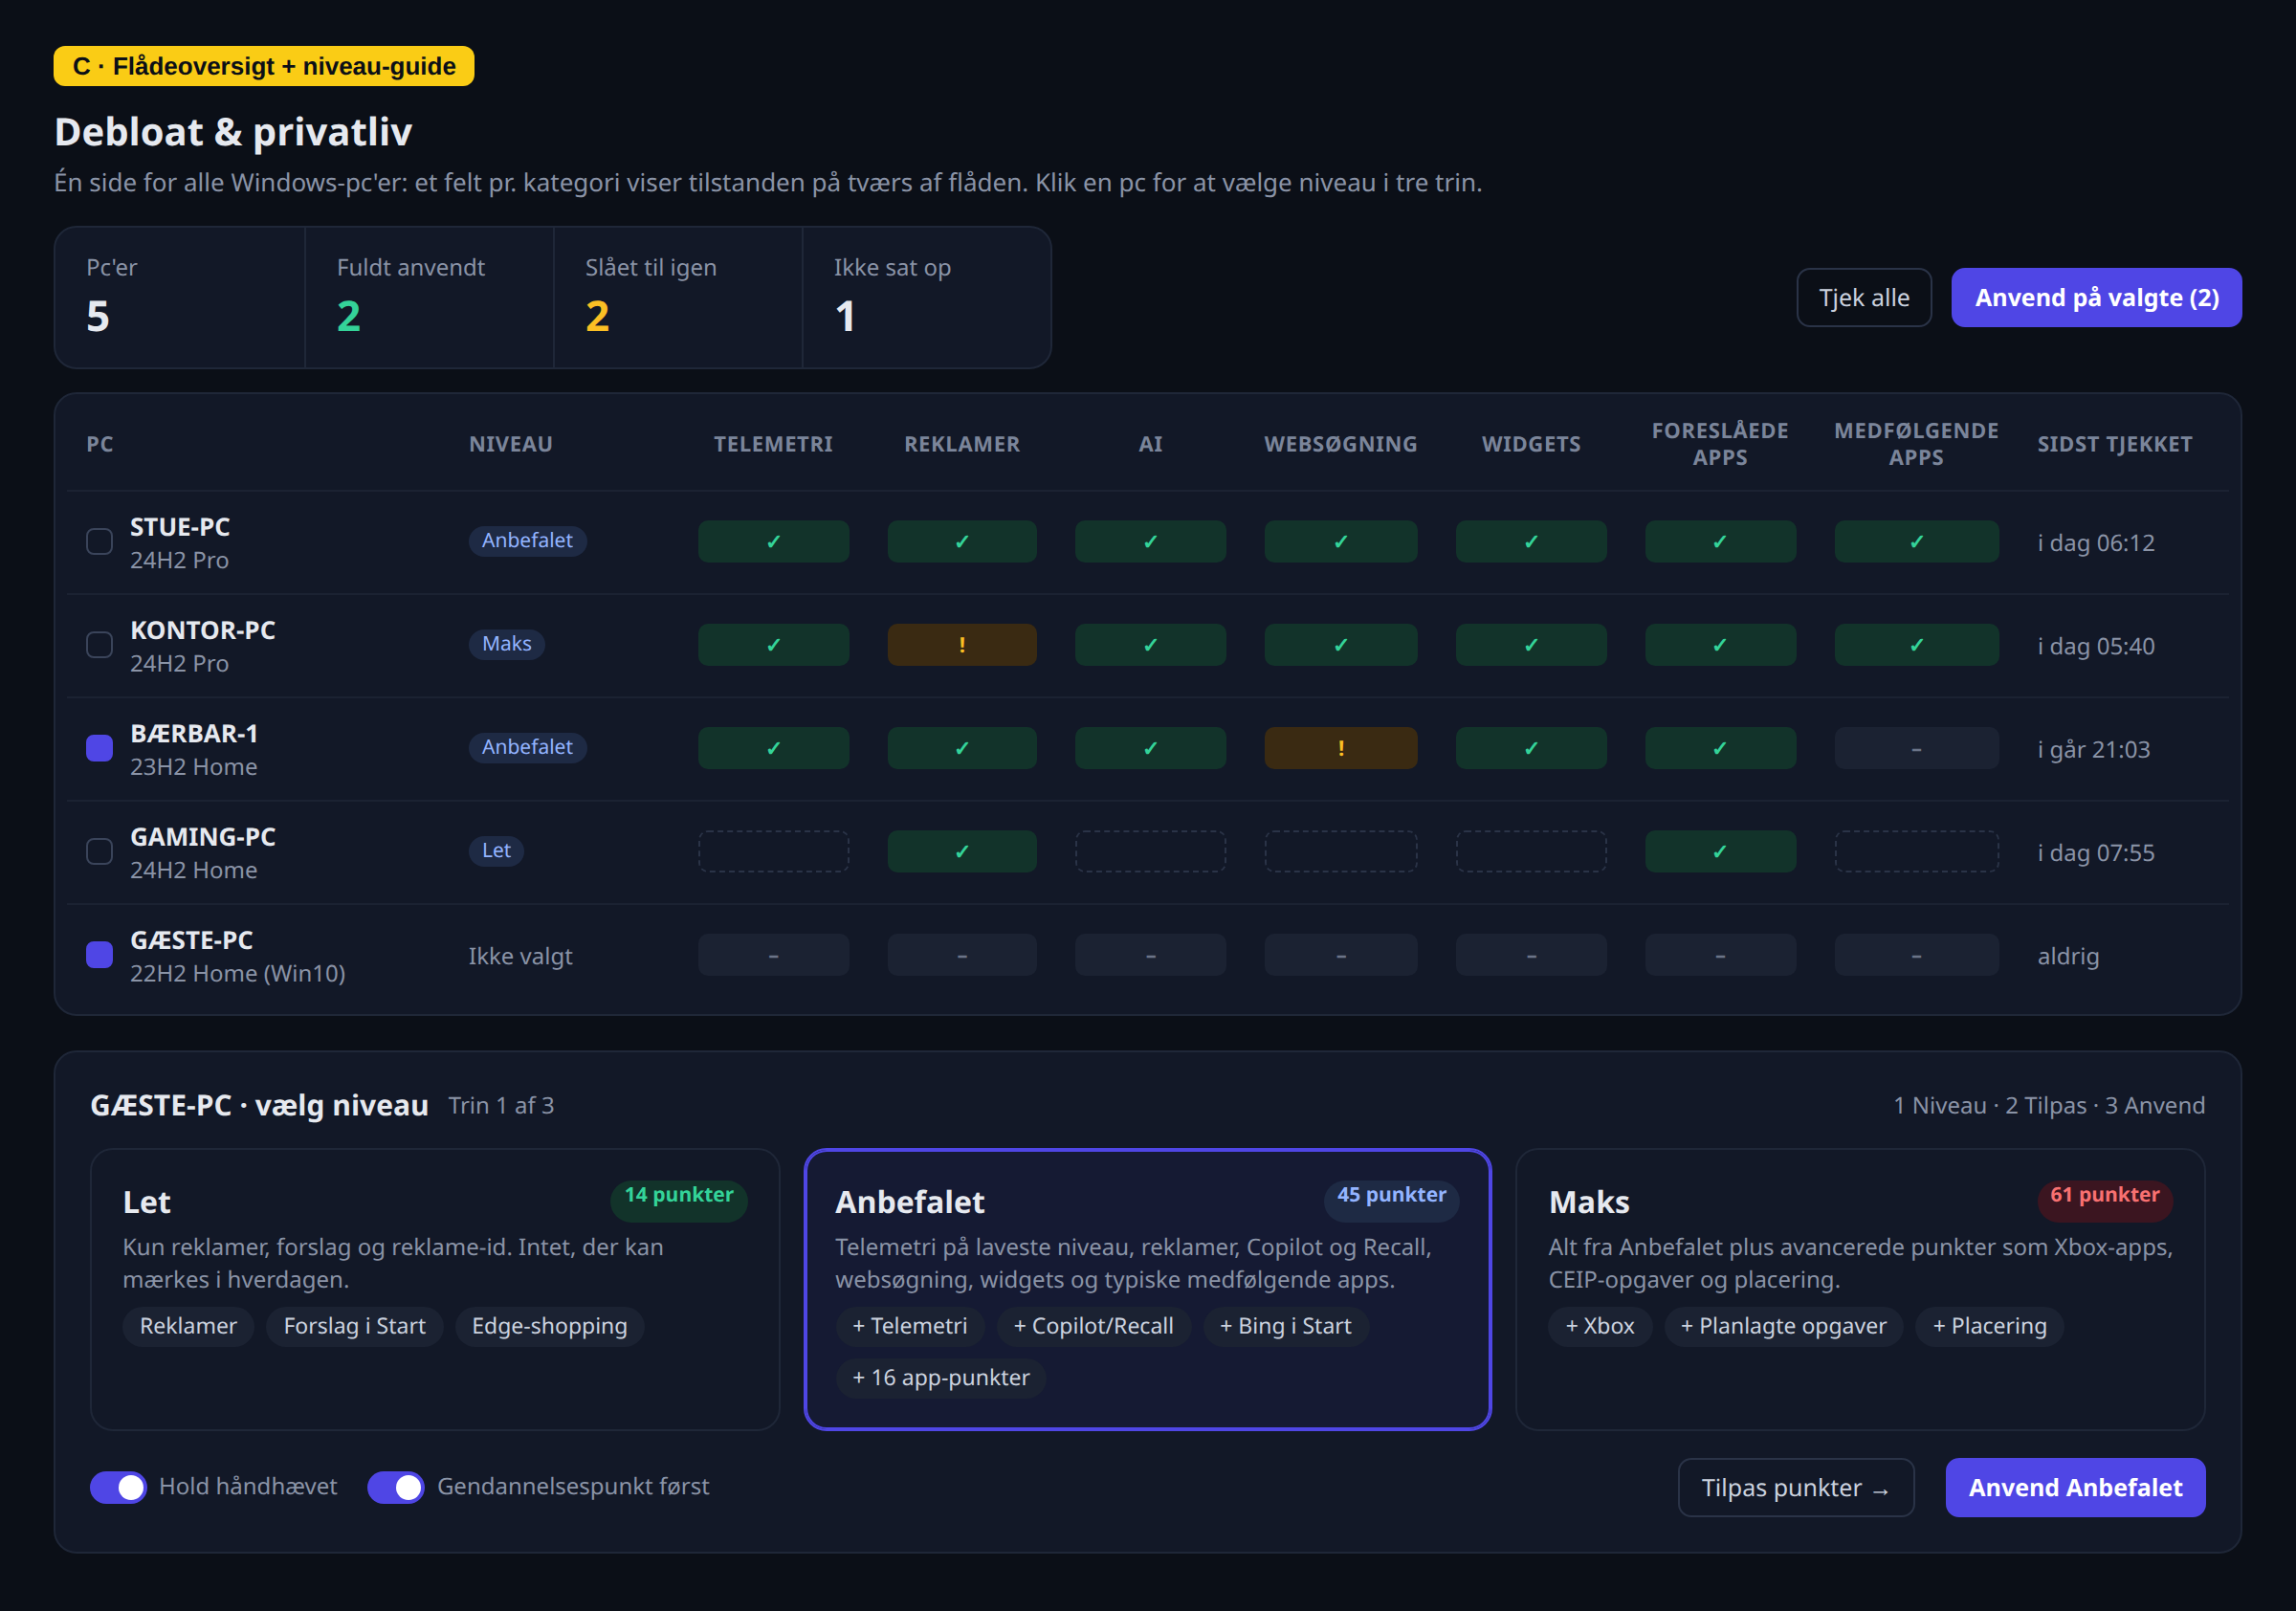 C · Flådeoversigt + niveau-guide
Debloat & privatliv
Én side for alle Windows-pc'er: et felt pr. kategori viser tilstanden på tværs af flåden. Klik en pc for at vælge niveau i tre trin.
Pc'er
5
Fuldt anvendt
2
Slået til igen
2
Ikke sat op
1
Tjek alle
Anvend på valgte (2)
PC NIVEAU TELEMETRI REKLAMER AI WEBSØGNING WIDGETS FORESLÅEDE APPS MEDFØLGENDE APPS SIDST TJEKKET
STUE-PC
24H2 Pro
Anbefalet ✓ ✓ ✓ ✓ ✓ ✓ ✓ i dag 06:12
KONTOR-PC
24H2 Pro
Maks ✓ ! ✓ ✓ ✓ ✓ ✓ i dag 05:40
BÆRBAR-1
23H2 Home
Anbefalet ✓ ✓ ✓ ! ✓ ✓ – i går 21:03
GAMING-PC
24H2 Home
Let ✓ ✓ i dag 07:55
GÆSTE-PC
22H2 Home (Win10)
Ikke valgt – – – – – – – aldrig
GÆSTE-PC · vælg niveau Trin 1 af 3
1 Niveau · 2 Tilpas · 3 Anvend
Let
14 punkter
Kun reklamer, forslag og reklame-id. Intet, der kan
mærkes i hverdagen.
Reklamer Forslag i Start Edge-shopping
Anbefalet
45 punkter
Telemetri på laveste niveau, reklamer, Copilot og Recall,
websøgning, widgets og typiske medfølgende apps.
+ Telemetri + Copilot/Recall + Bing i Start
+ 16 app-punkter
Maks
61 punkter
Alt fra Anbefalet plus avancerede punkter som Xbox-apps,
CEIP-opgaver og placering.
+ Xbox + Planlagte opgaver + Placering
Hold håndhævet Gendannelsespunkt først
Tilpas punkter →
Anvend Anbefalet